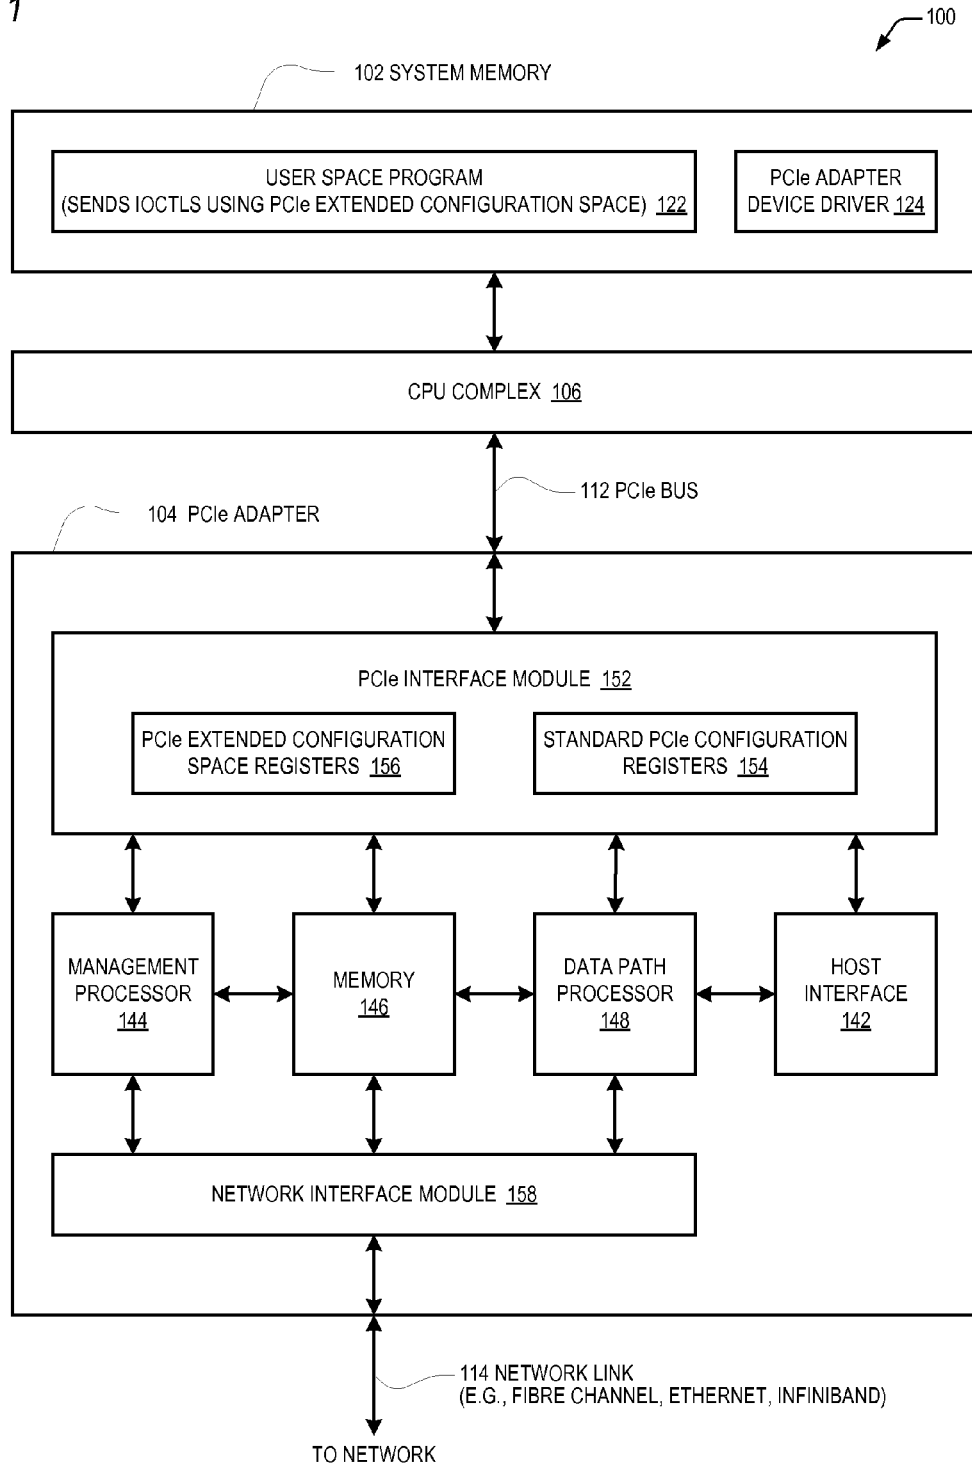 1
100
102 SYSTEM MEMORY
USER SPACE PROGRAM
(SENDS IOCTLS USING PCIe EXTENDED CONFIGURATION SPACE) 122
PCIe ADAPTER
DEVICE DRIVER 124
CPU COMPLEX 106
112 PCIe BUS
104 PCIe ADAPTER
PCIe INTERFACE MODULE 152
PCIe EXTENDED CONFIGURATION
SPACE REGISTERS 156
STANDARD PCIe CONFIGURATION
REGISTERS 154
MANAGEMENT
PROCESSOR
144
MEMORY
146
DATA PATH
PROCESSOR
148
HOST
INTERFACE
142
NETWORK INTERFACE MODULE 158
114 NETWORK LINK
(E.G., FIBRE CHANNEL, ETHERNET, INFINIBAND)
TO NETWORK